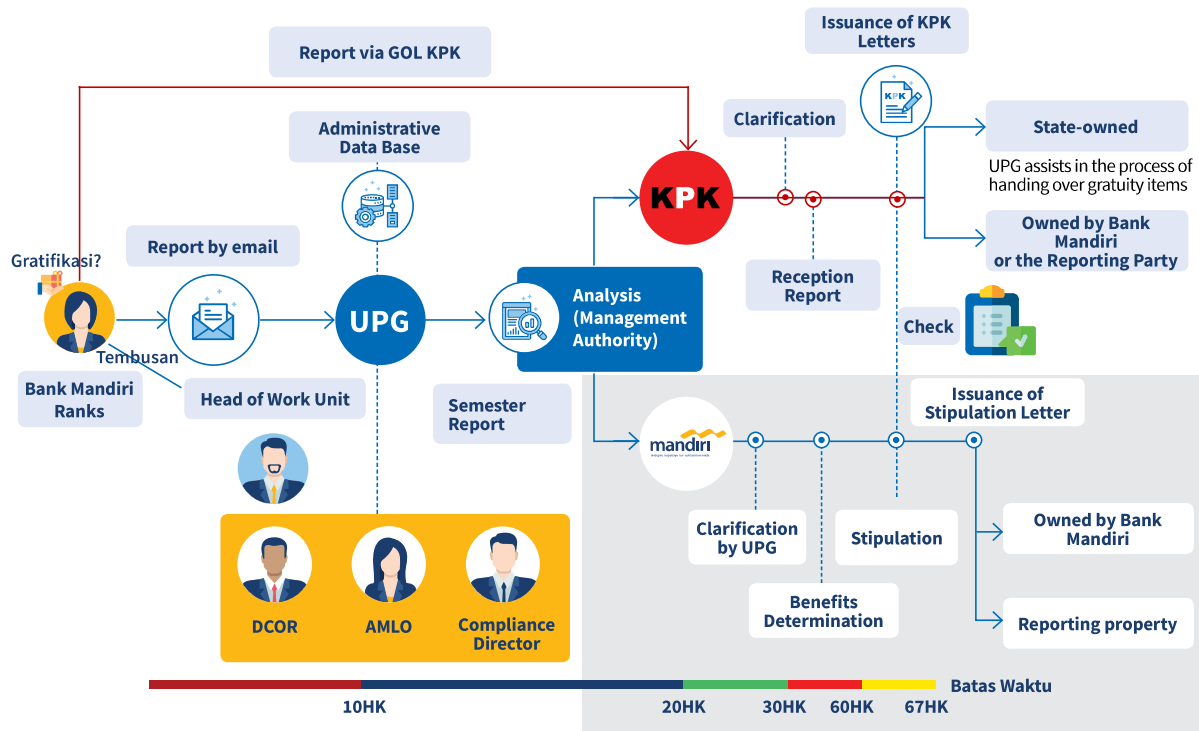 Issuance of KPK
Letters
Report via GOL KPK
KPK
Clarification
Administrative
Data Base
State-owned
UPG assists in the process of
handing over gratuity items
KPK
Owned by Bank
Mandiri
or the Reporting Party
Report by email
Gratifikasi?
Reception
Report
Analysis
(Management
Authority)
UPG
Check
Tembusan
Bank Mandiri
Ranks
Head of Work Unit
Semester
Report
Issuance of
Stipulation Letter
mandiri
Clarification
by UPG
Stipulation
Owned by Bank
Mandiri
Benefits
Determination
Reporting property
DCOR
AMLO
Compliance
Director
Batas Waktu
10HK
20HK
30HK
60HK
67HK